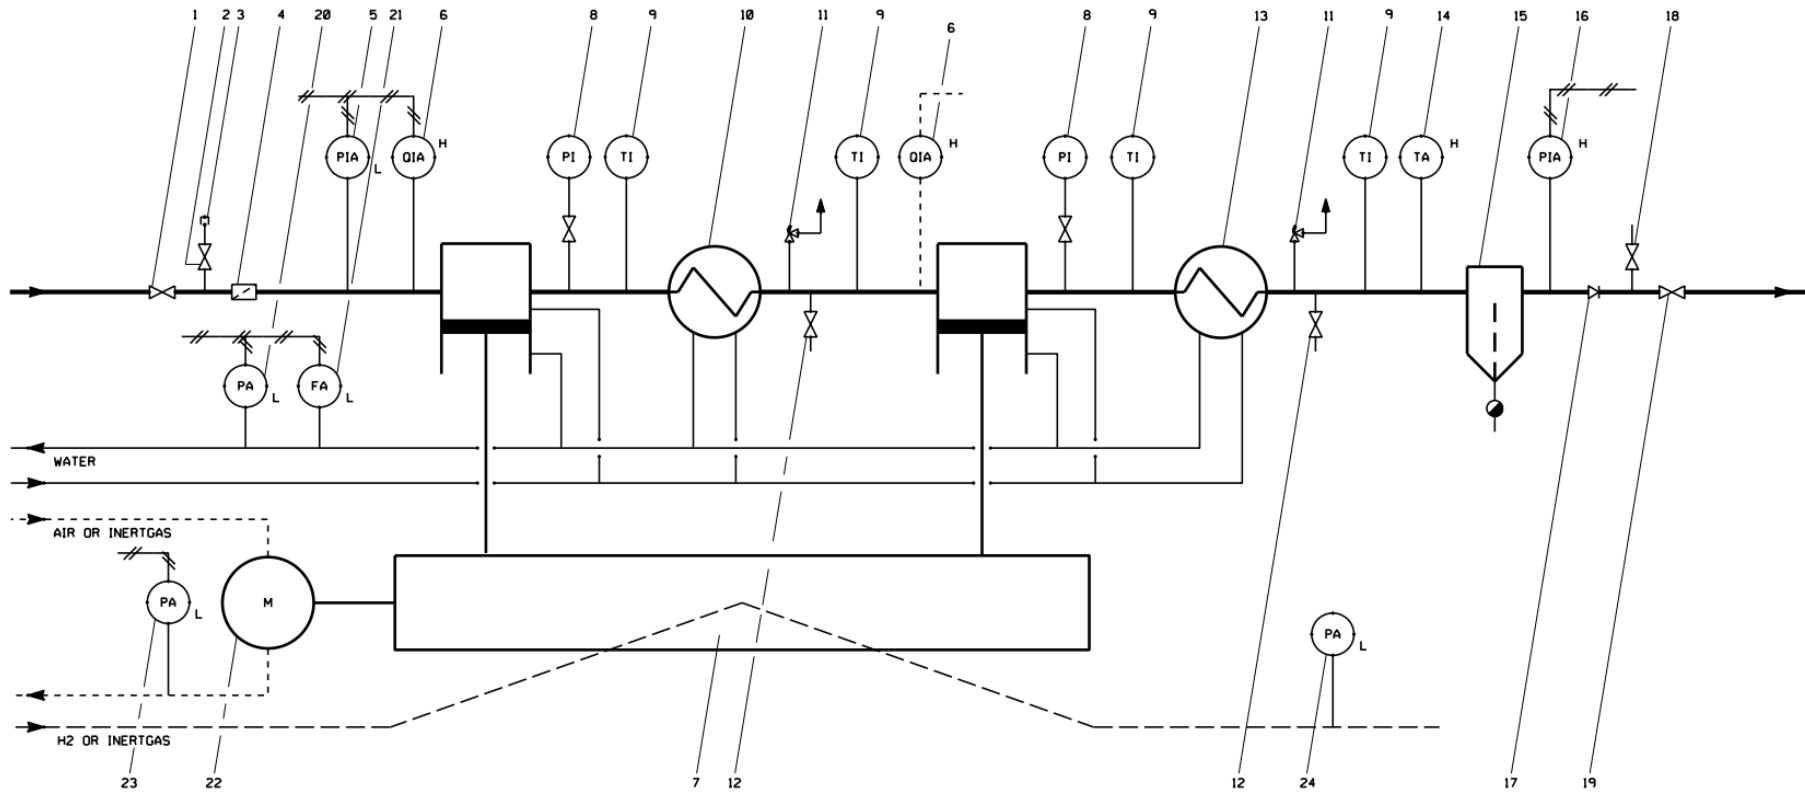 1 2 3 4 20 5 21 6 8 9 10 11 9 6 8 9 13 11 9 14 15 16 18
PIA L QIA H PI TI TI QIA H PI TI TI TA H PIA H
PA L FA L
WATER
AIR OR INERTGAS
PA L M PA L
H2 OR INERTGAS
23 22 7 12 12 24 17 19